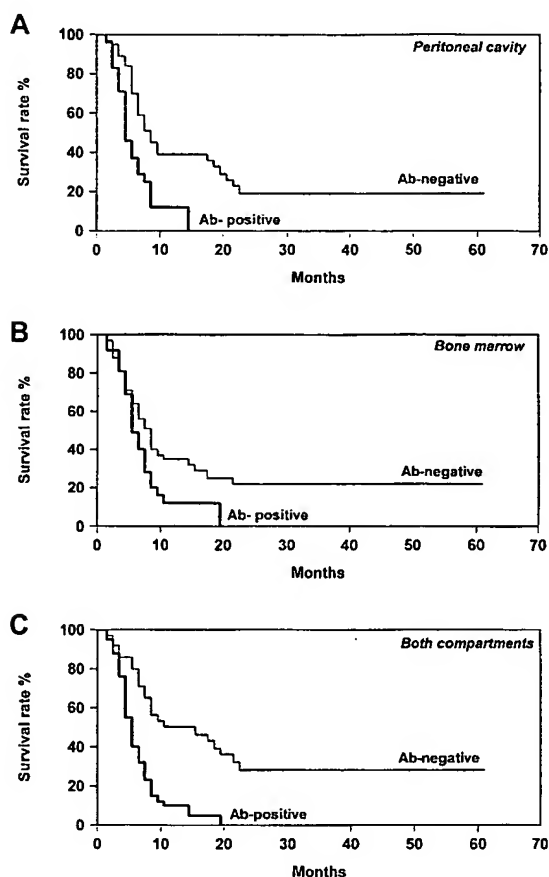 A
Peritoneal cavity
Survival rate %
100
80
60
40
20
0
Ab-negative
Ab- positive
0 10 20 30 40 50 60 70
Months
B
Bone marrow
Survival rate %
100
80
60
40
20
0
Ab-negative
Ab- positive
0 10 20 30 40 50 60 70
Months
C
Both compartments
Survival rate %
100
80
60
40
20
0
Ab-negative
Ab-positive
0 10 20 30 40 50 60 70
Months